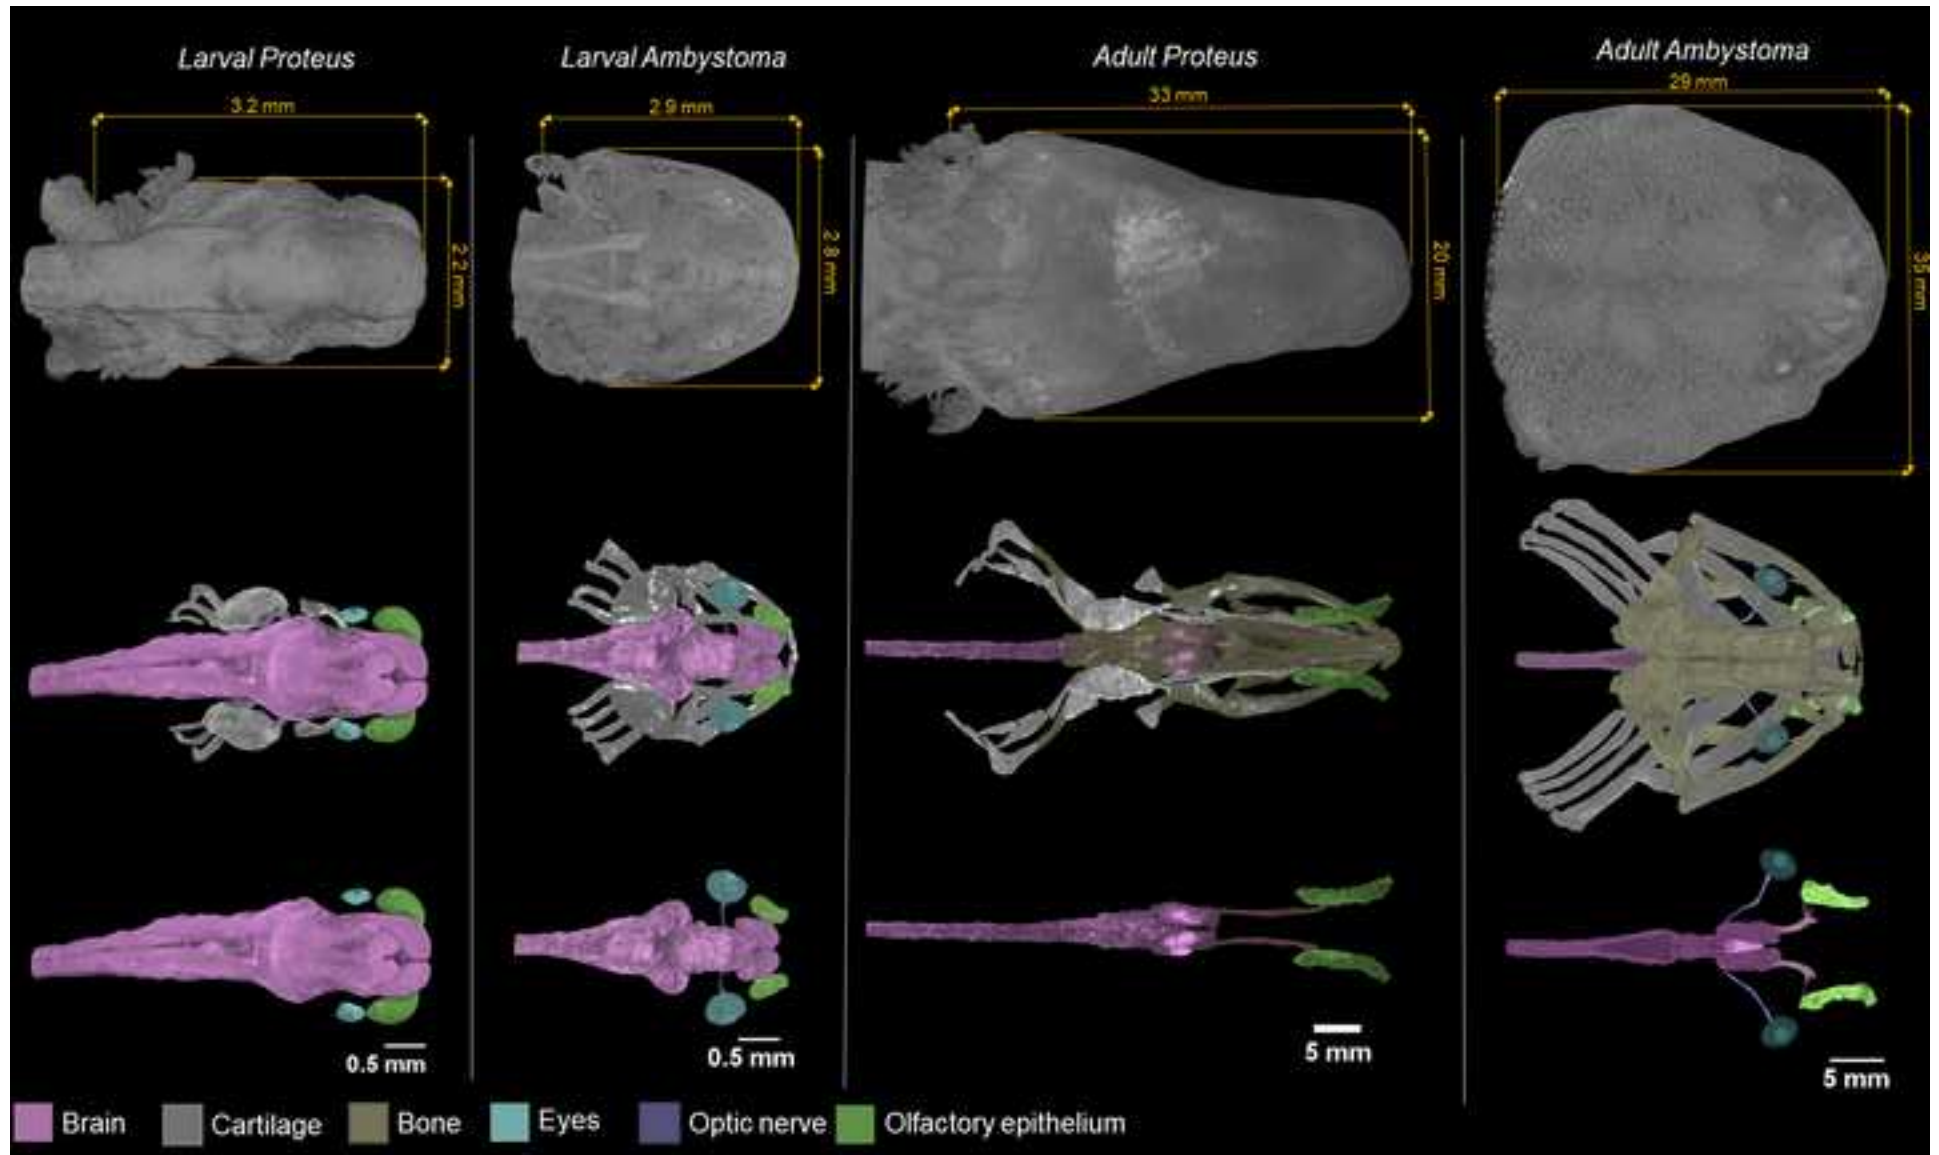 Larval Proteus
Larval Ambystoma
Adult Proteus
Adult Ambystoma
3.2 mm
2.9 mm
33 mm
29 mm
2.2 mm
2.8 mm
20 mm
35 mm
0.5 mm
0.5 mm
5 mm
5 mm
Brain
Cartilage
Bone
Eyes
Optic nerve
Olfactory epithelium